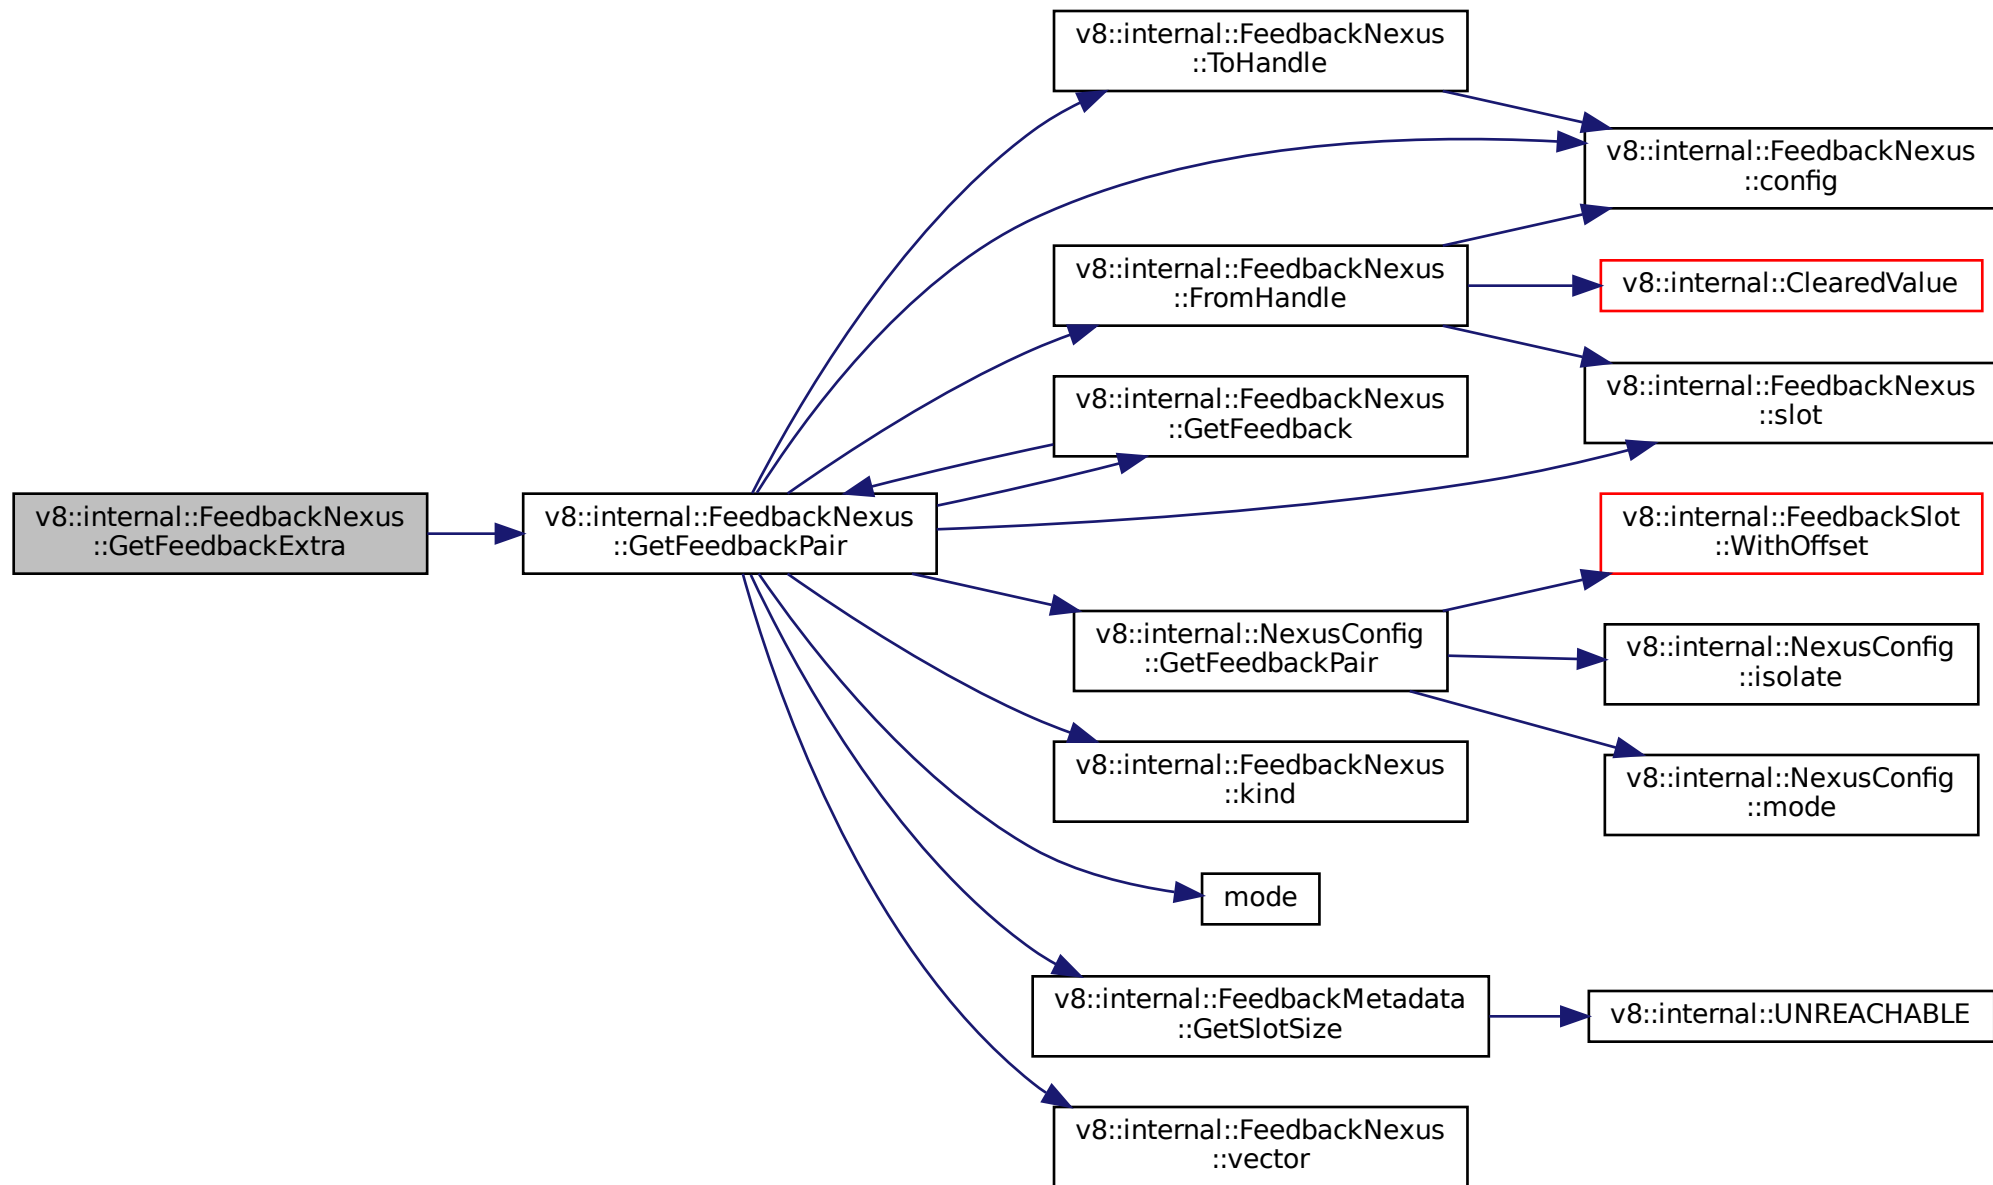 v8::internal::FeedbackNexus
::GetFeedbackExtra
v8::internal::FeedbackNexus
::GetFeedbackPair
v8::internal::FeedbackNexus
::ToHandle
v8::internal::FeedbackNexus
::FromHandle
v8::internal::FeedbackNexus
::GetFeedback
v8::internal::NexusConfig
::GetFeedbackPair
v8::internal::FeedbackNexus
::kind
mode
v8::internal::FeedbackMetadata
::GetSlotSize
v8::internal::FeedbackNexus
::vector
v8::internal::FeedbackNexus
::config
v8::internal::ClearedValue
v8::internal::FeedbackNexus
::slot
v8::internal::FeedbackSlot
::WithOffset
v8::internal::NexusConfig
::isolate
v8::internal::NexusConfig
::mode
v8::internal::UNREACHABLE